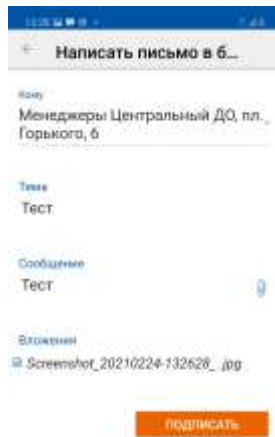 Написать письмо в б...
Кому
Менеджеры Центральный ДО, пл.
Горького, 6
Тема
Тест
Сообщение
Тест
Вложения
Screenshot_20210224-132628_ .jpg
ПОДПИСАТЬ